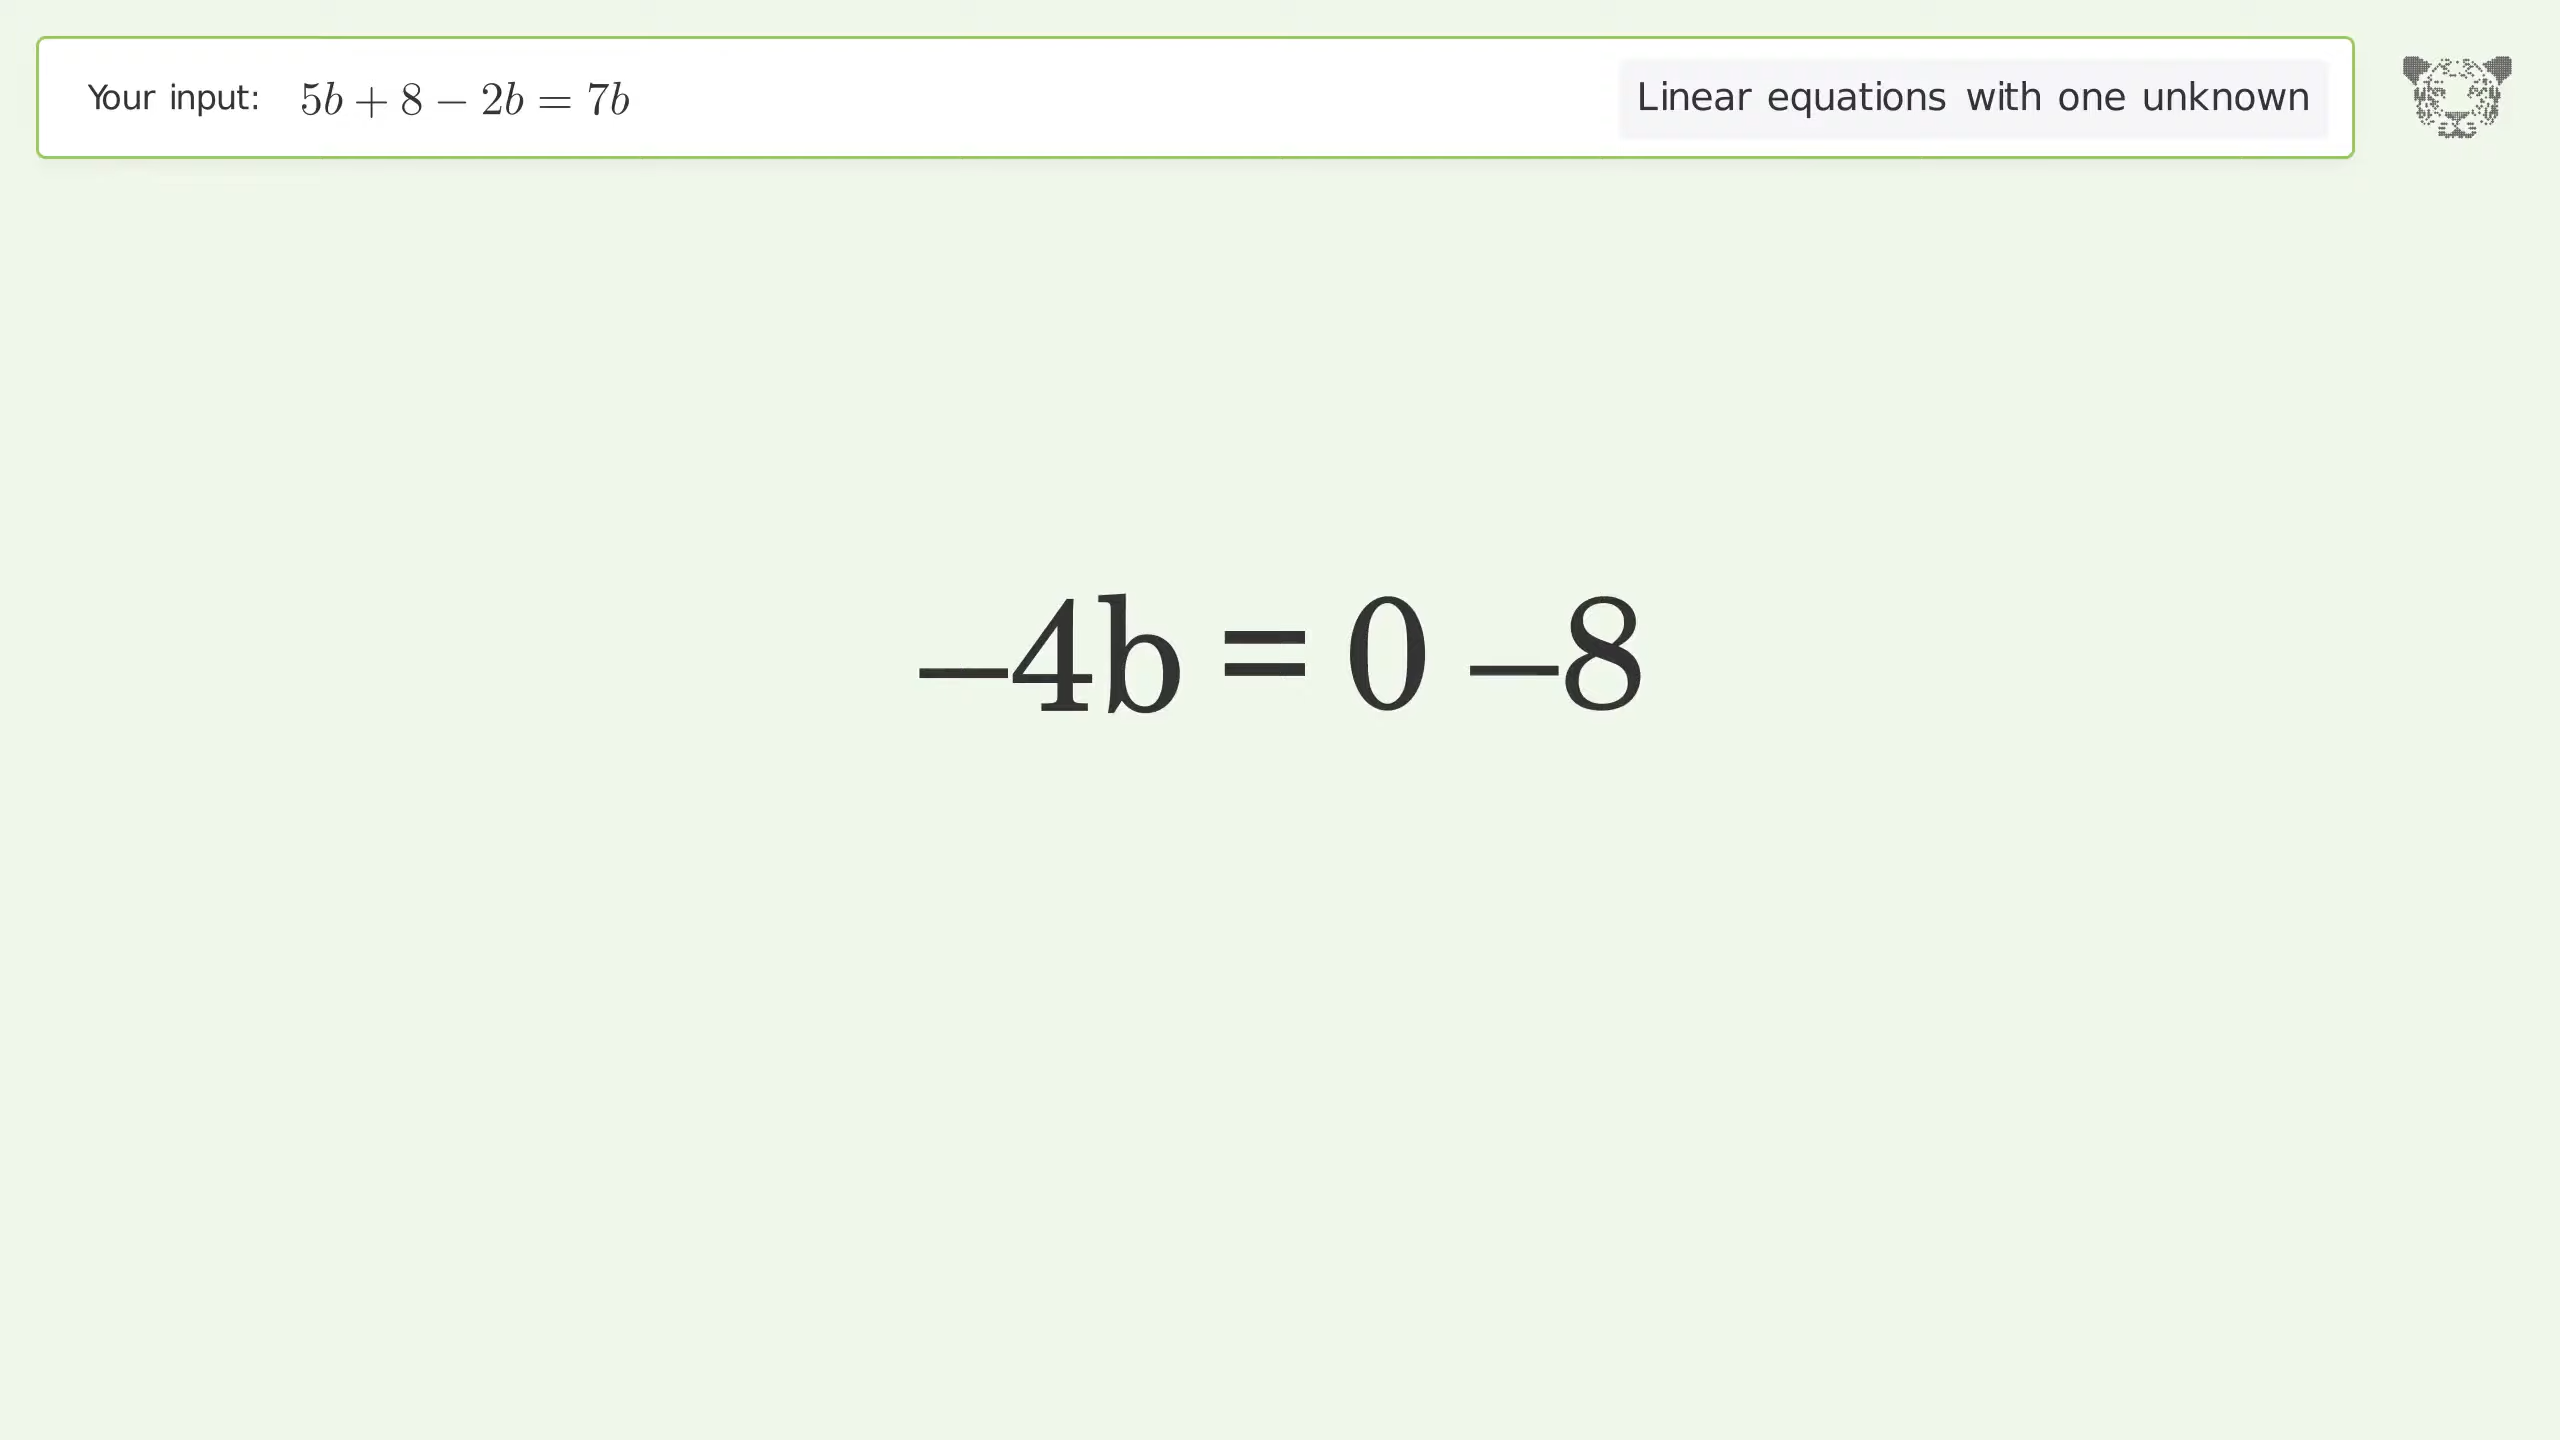 Your input: 5b + 8 − 2b = 7b
Linear equations with one unknown
−4b = 0 −8